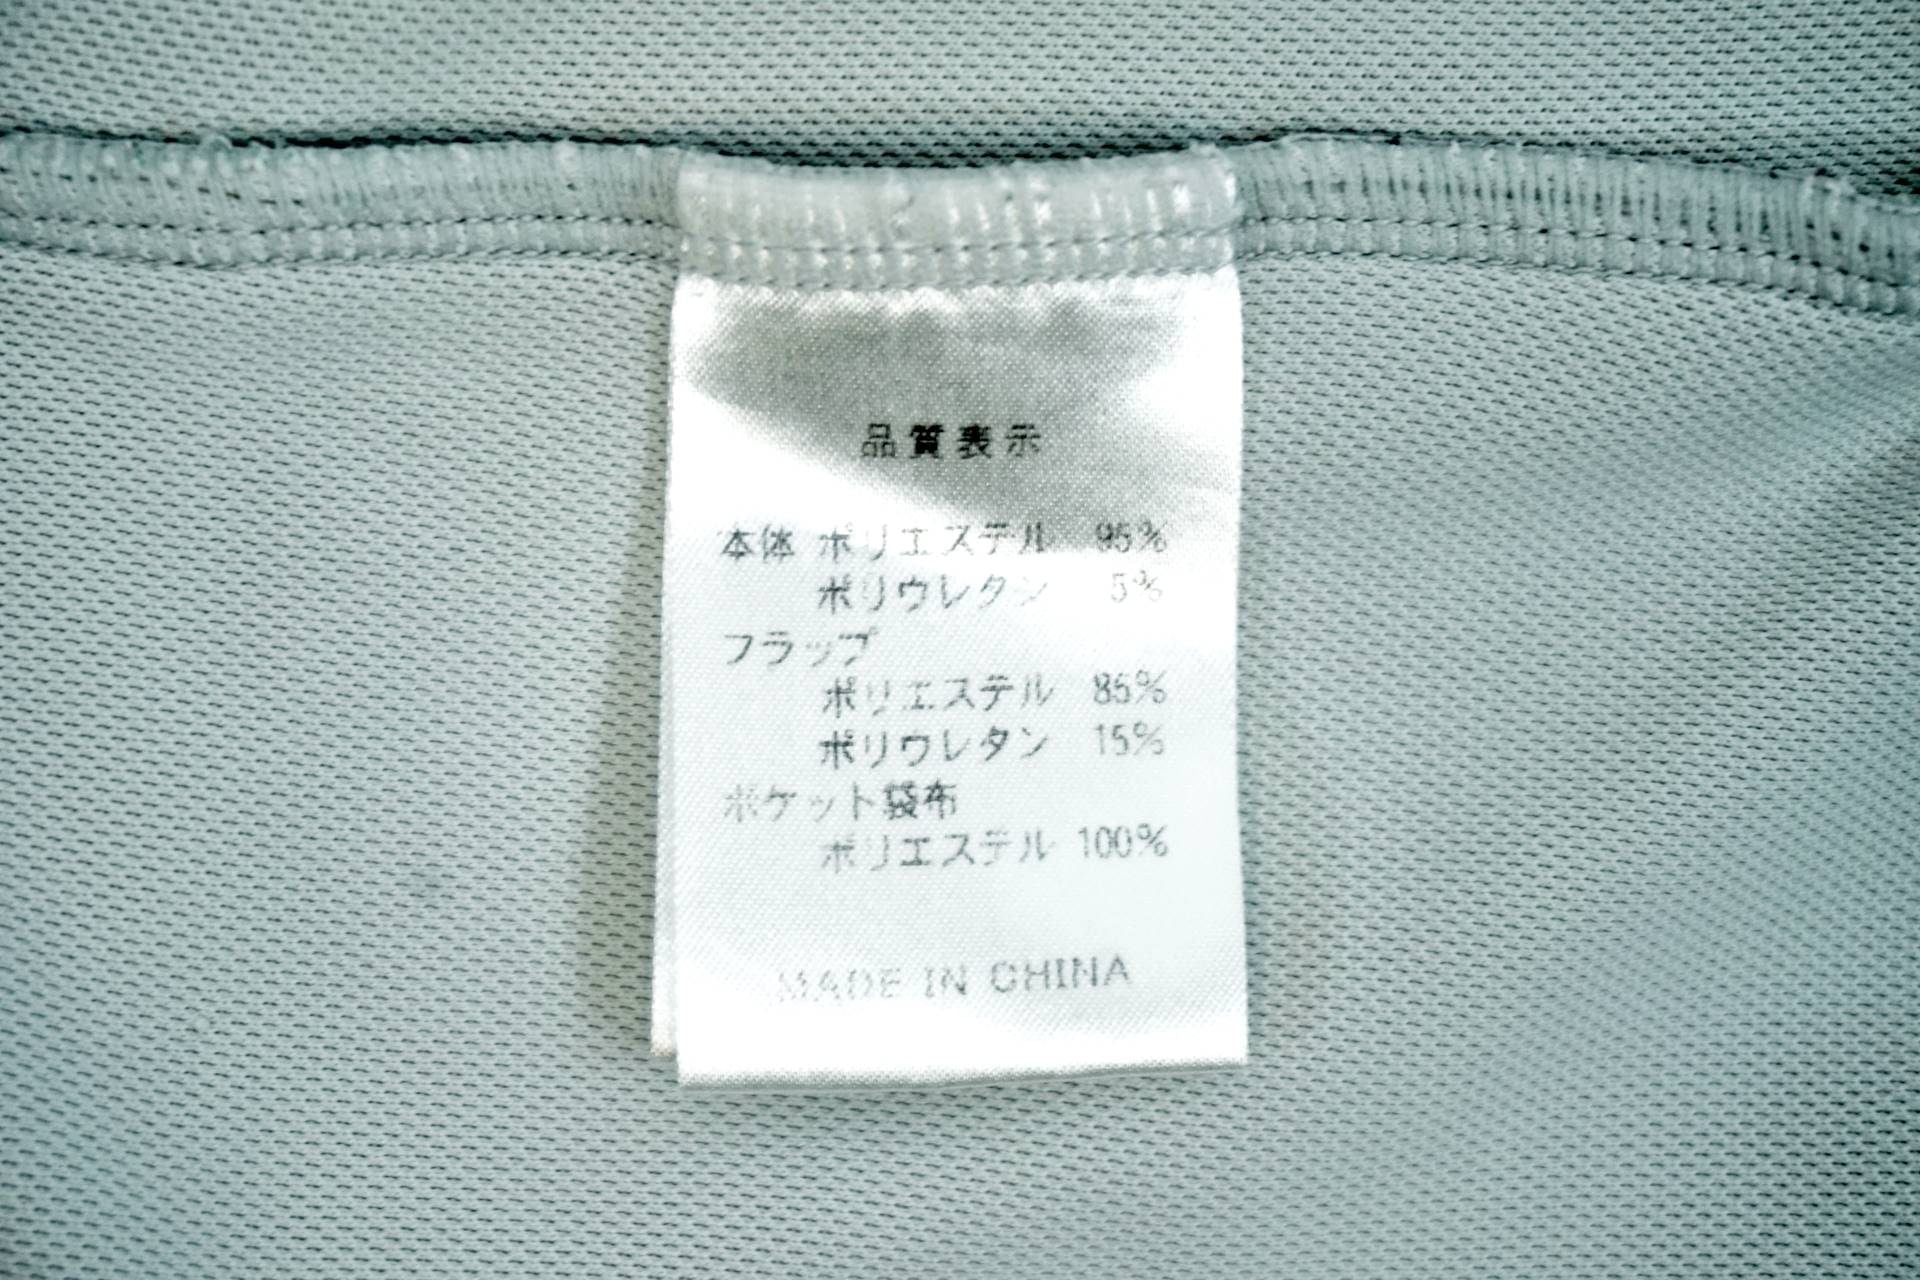 品質表示
本体 ポリエステル 95%
ポリウレタン 5%
フラップ
ポリエステル 85%
ポリウレタン 15%
ポケット袋布
ポリエステル 100%
MADE IN CHINA